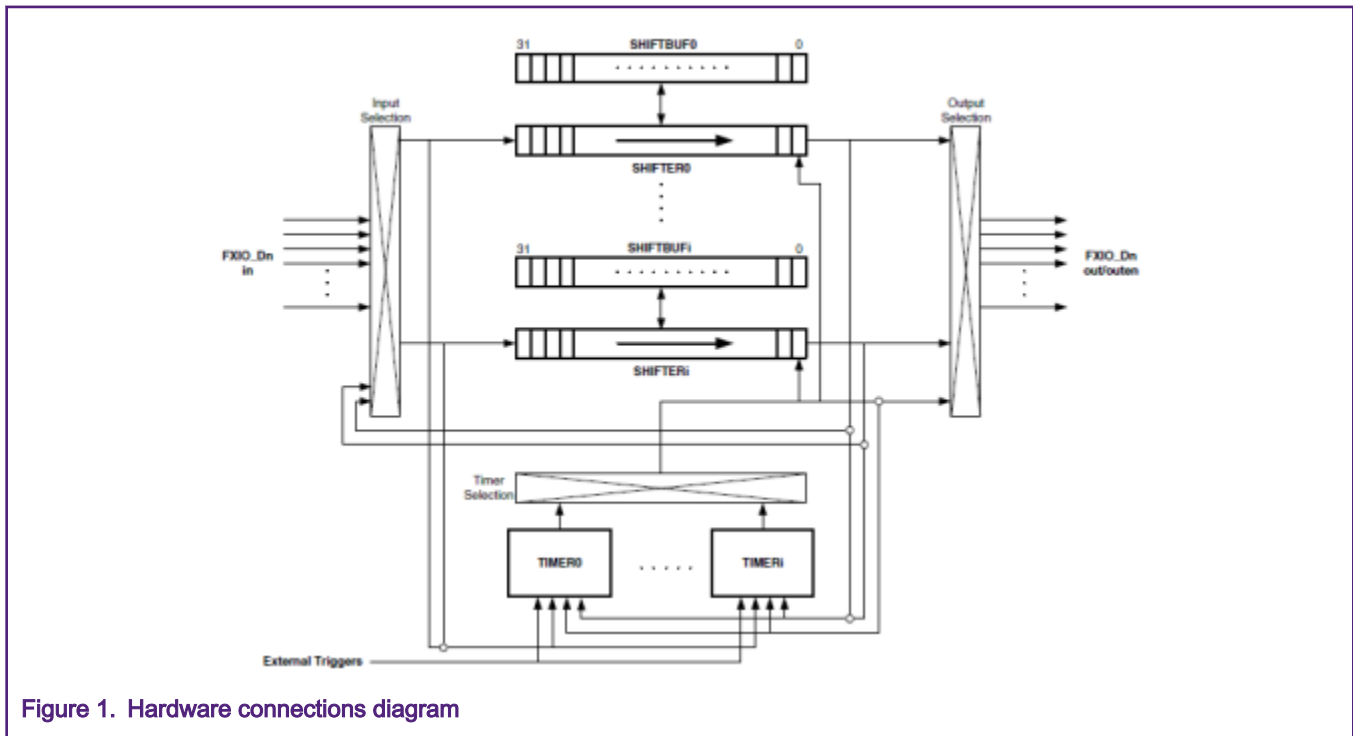 31 SHIFTBUF0 0
Input
Selection
Output
Selection
SHIFTER0
31 SHIFTBUFi 0
FXIO_Dn
in
FXIO_Dn
out/outen
SHIFTERi
Timer
Selection
TIMER0
TIMERi
External Triggers
Figure 1. Hardware connections diagram